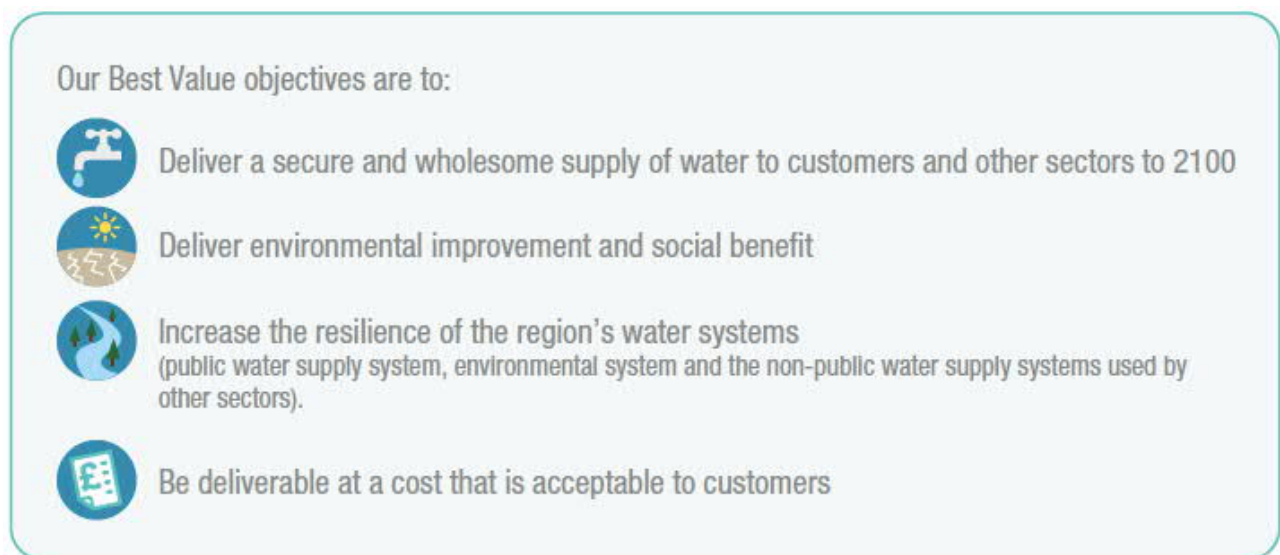 Our Best Value objectives are to:
Deliver a secure and wholesome supply of water to customers and other sectors to 2100
Deliver environmental improvement and social benefit
Increase the resilience of the region's water systems
(public water supply system, environmental system and the non-public water supply systems used by
other sectors).
£
Be deliverable at a cost that is acceptable to customers